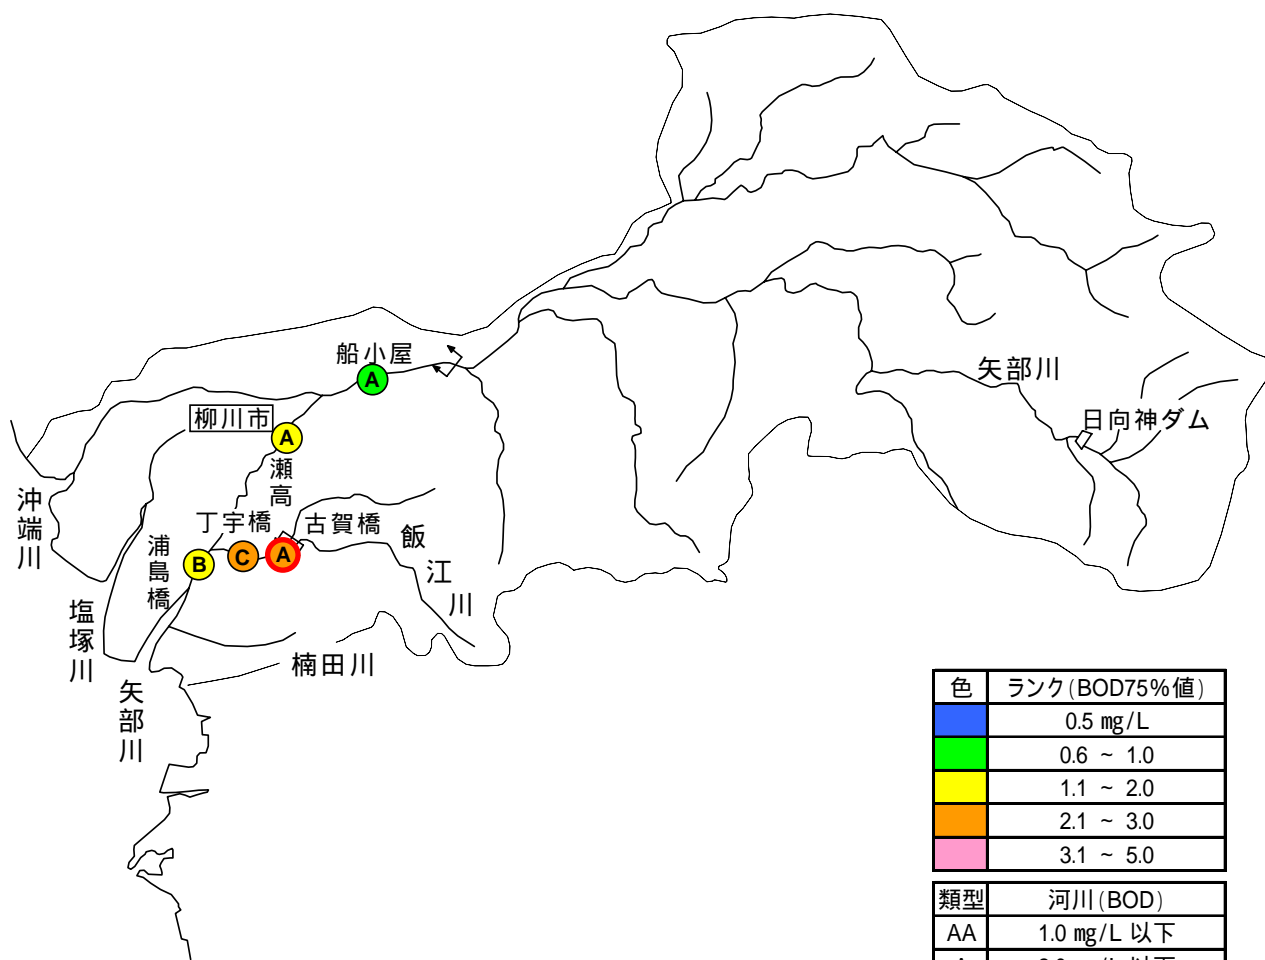 船小屋
A
柳川市
A
瀬高
丁宇橋
古賀橋
飯江川
浦島橋
B
C
A
沖端川
塩塚川
矢部川
楠田川
矢部川
日向神ダム
色 ランク(BOD75%値)
0.5 mg/L
0.6 ~ 1.0
1.1 ~ 2.0
2.1 ~ 3.0
3.1 ~ 5.0
類型 河川(BOD)
AA 1.0 mg/L 以下